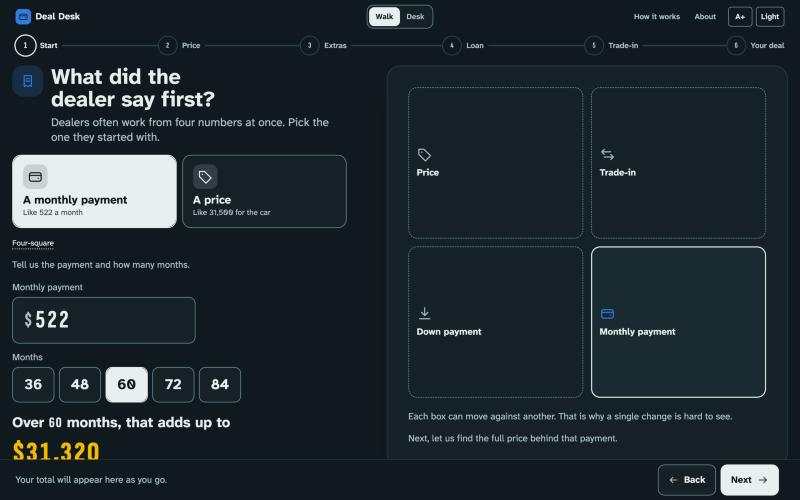 Deal Desk
Walk
Desk
How it works
About
A+
Light
1 Start
2 Price
3 Extras
4 Loan
5 Trade-in
6 Your deal
What did the
dealer say first?
Dealers often work from four numbers at once. Pick the
one they started with.
A monthly payment
Like 522 a month
A price
Like 31,500 for the car
Four-square
Tell us the payment and how many months.
Monthly payment
$522
Months
36
48
60
72
84
Over 60 months, that adds up to
$31,320
Price
Trade-in
Down payment
Monthly payment
Each box can move against another. That is why a single change is hard to see.
Next, let us find the full price behind that payment.
Your total will appear here as you go.
← Back
Next →